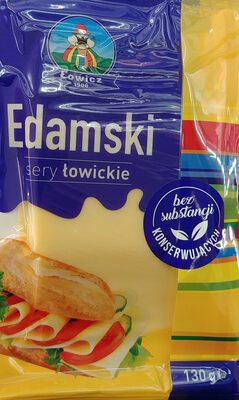 Łowicz
1906
Edamski
sery łowickie
bez
substancji
KONSERWUJĄCYCH
130 g